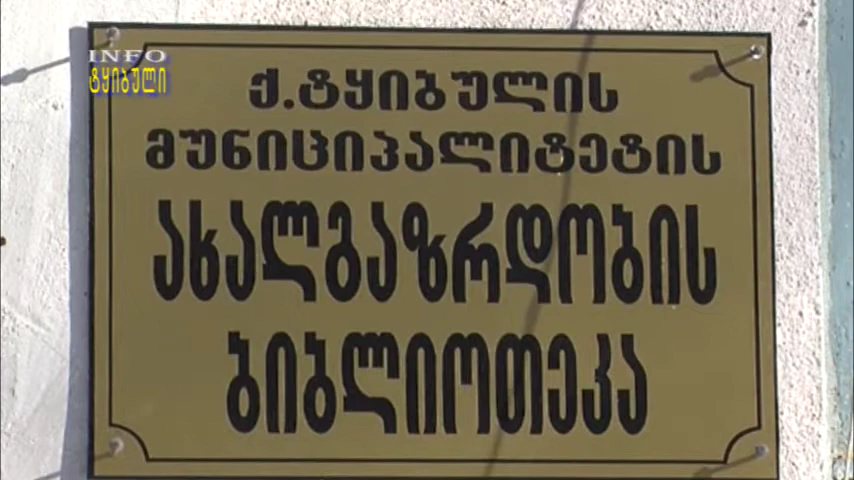 INFO
ტყიბული
ქ.ტყიბულის
მუნიციპალიტეტის
ახალგაზრდობის
ბიბლიოთეკა